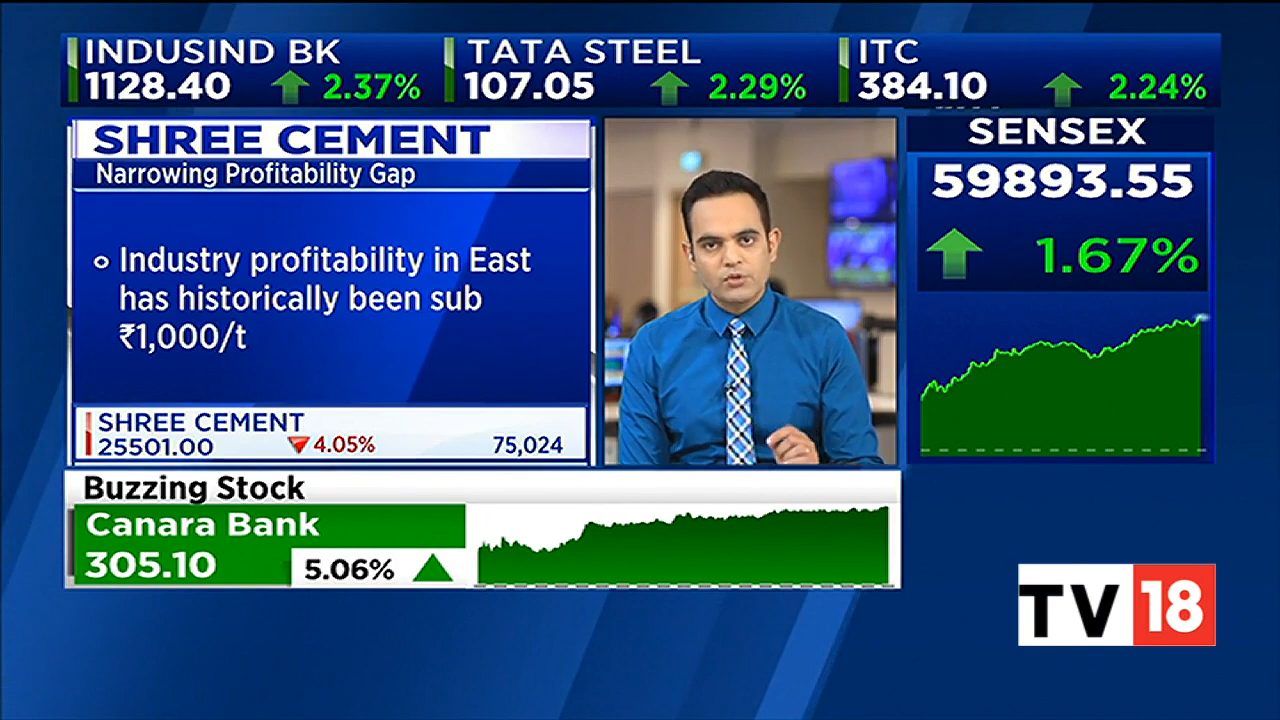 INDUSIND BK
1128.40 2.37%
TATA STEEL
107.05 2.29%
ITC
384.10 2.24%
SHREE CEMENT
Narrowing Profitability Gap
Industry profitability in East
has historically been sub
₹1,000/t
SHREE CEMENT
25501.00 4.05% 75,024
SENSEX
59893.55
1.67%
Buzzing Stock
Canara Bank
305.10 5.06%
TV18